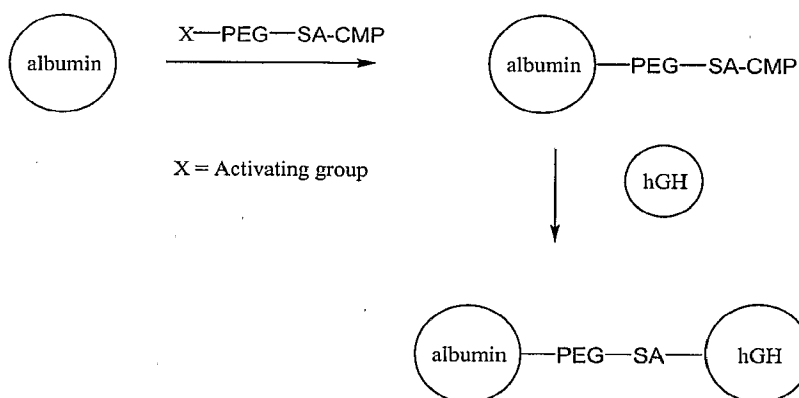 X—PEG—SA-CMP
albumin
albumin—PEG—SA-CMP
X = Activating group
hGH
albumin—PEG—SA—hGH